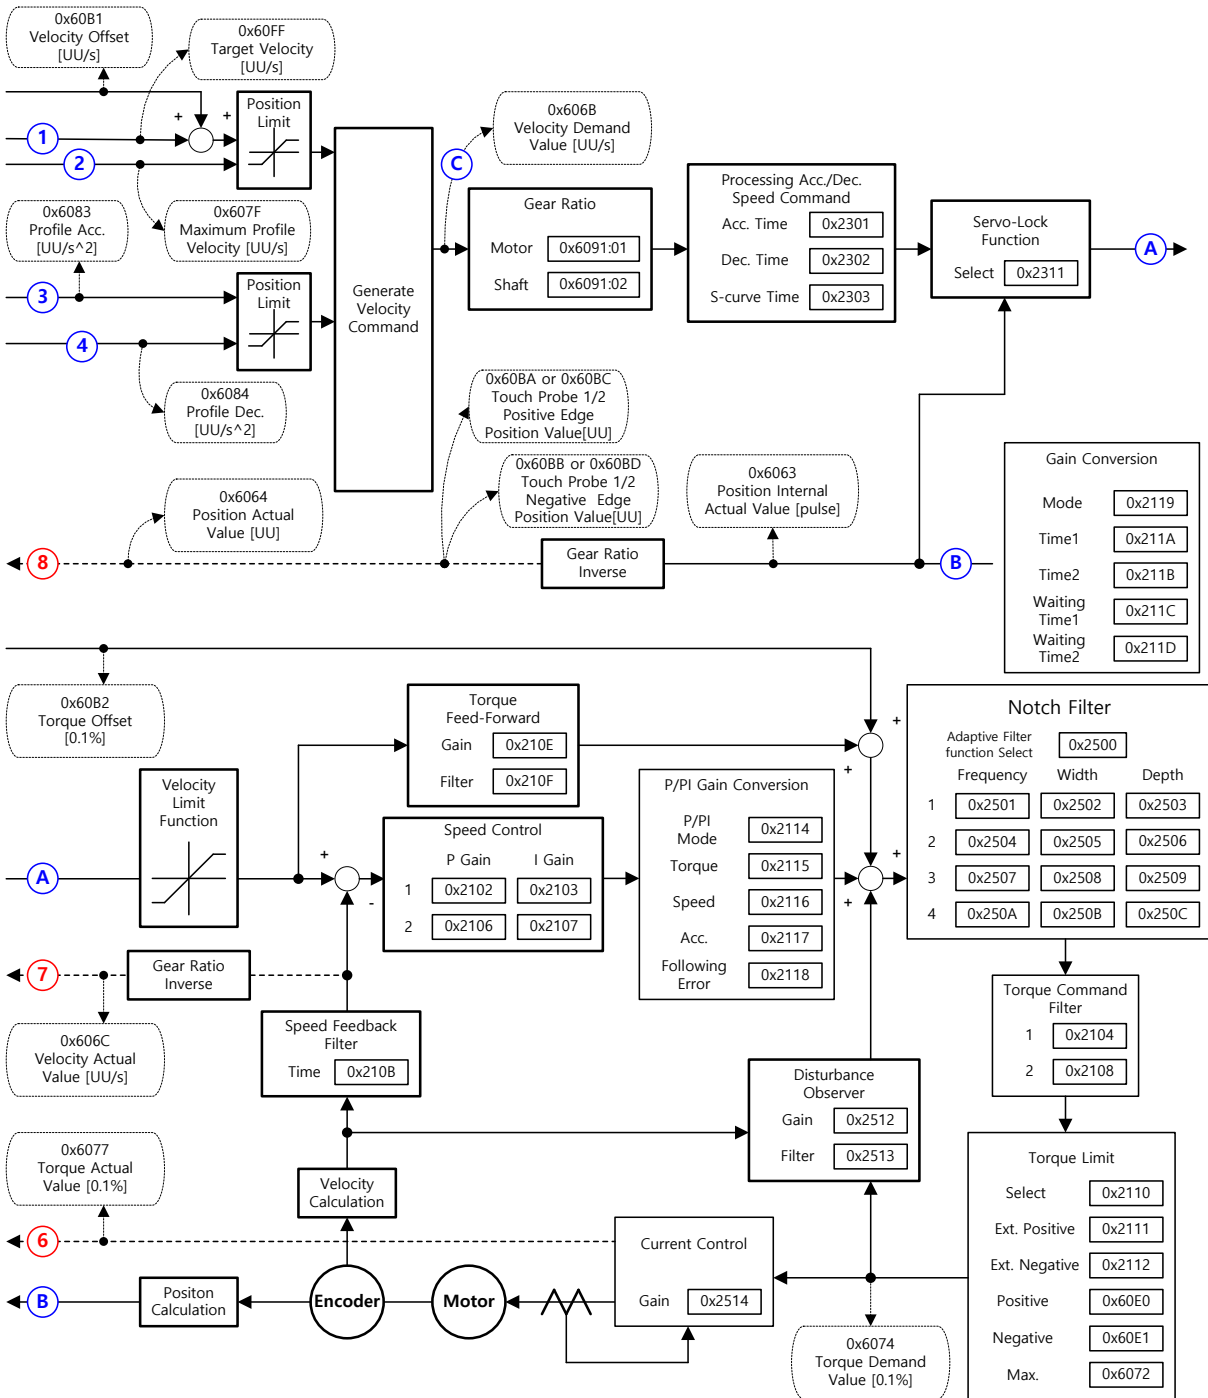 0x60B1
Velocity Offset
[UU/s]
0x60FF
Target Velocity
[UU/s]
+
+
1
2
Position
Limit
0x606B
Velocity Demand
Value [UU/s]
C
0x6083
Profile Acc.
[UU/s^2]
0x607F
Maximum Profile
Velocity [UU/s]
3
4
Position
Limit
Generate
Velocity
Command
Gear Ratio
Motor
0x6091:01
Shaft
0x6091:02
Processing Acc./Dec.
Speed Command
Acc. Time
0x2301
Dec. Time
0x2302
S-curve Time
0x2303
Servo-Lock
Function
Select
0x2311
A
0x6084
Profile Dec.
[UU/s^2]
0x60BA or 0x60BC
Touch Probe 1/2
Positive Edge
Position Value[UU]
0x60BB or 0x60BD
Touch Probe 1/2
Negative Edge
Position Value[UU]
0x6064
Position Actual
Value [UU]
0x6063
Position Internal
Actual Value [pulse]
8
Gear Ratio
Inverse
B
Gain Conversion
Mode
0x2119
Time1
0x211A
Time2
0x211B
Waiting
Time1
0x211C
Waiting
Time2
0x211D
0x60B2
Torque Offset
[0.1%]
Torque
Feed-Forward
Gain
0x210E
Filter
0x210F
+
+
Notch Filter
Adaptive Filter
function Select
0x2500
Frequency
Width
Depth
1
0x2501
0x2502
0x2503
2
0x2504
0x2505
0x2506
3
0x2507
0x2508
0x2509
4
0x250A
0x250B
0x250C
Velocity
Limit
Function
A
+
-
Speed Control
P Gain
I Gain
1
0x2102
0x2103
2
0x2106
0x2107
P/PI Gain Conversion
P/PI
Mode
0x2114
Torque
0x2115
Speed
0x2116
Acc.
0x2117
Following
Error
0x2118
+
+
7
Gear Ratio
Inverse
0x606C
Velocity Actual
Value [UU/s]
Speed Feedback
Filter
Time
0x210B
Torque Command
Filter
1
0x2104
2
0x2108
Disturbance
Observer
Gain
0x2512
Filter
0x2513
0x6077
Torque Actual
Value [0.1%]
Velocity
Calculation
6
Current Control
Gain
0x2514
Torque Limit
Select
0x2110
Ext. Positive
0x2111
Ext. Negative
0x2112
Positive
0x60E0
Negative
0x60E1
Max.
0x6072
B
Positon
Calculation
Encoder
Motor
0x6074
Torque Demand
Value [0.1%]